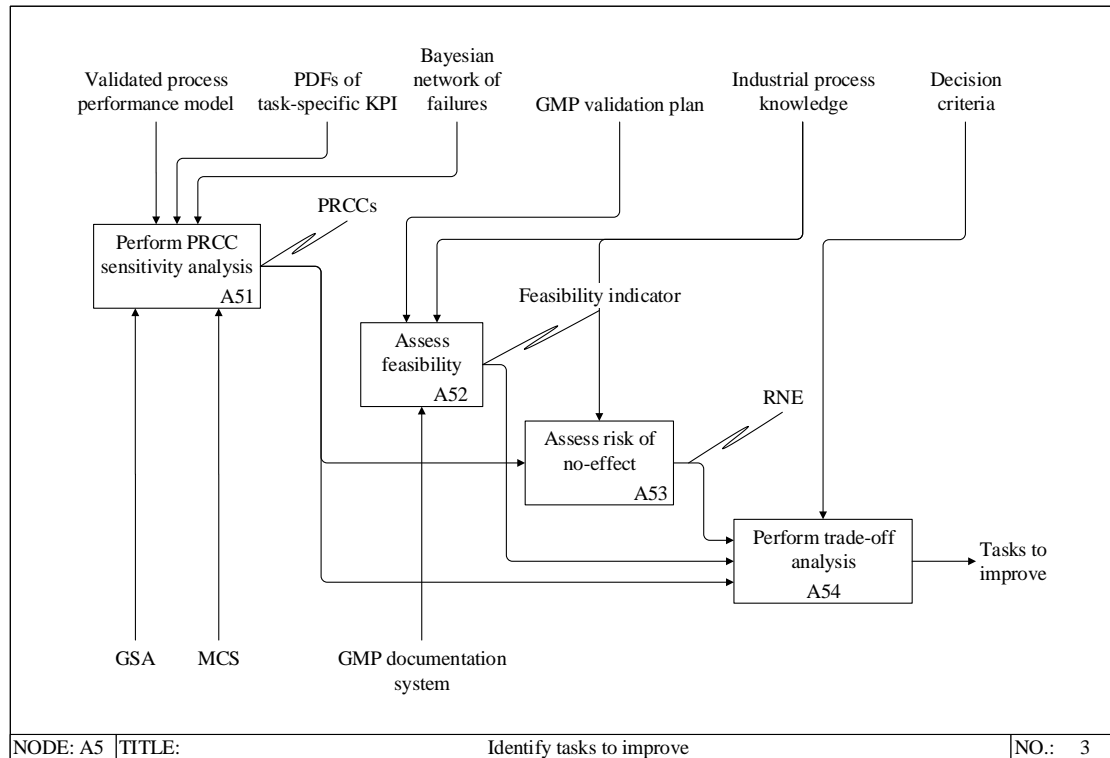 Validated process
performance model
PDFs of
task-specific KPI
Bayesian
network of
failures
GMP validation plan
Industrial process
knowledge
Decision
criteria
PRCCs
Perform PRCC
sensitivity analysis
A51
Feasibility indicator
Assess
feasibility
A52
RNE
Assess risk of
no-effect
A53
Perform trade-off
analysis
A54
Tasks to
improve
GSA
MCS
GMP documentation
system
NODE: A5 TITLE: Identify tasks to improve NO.: 3